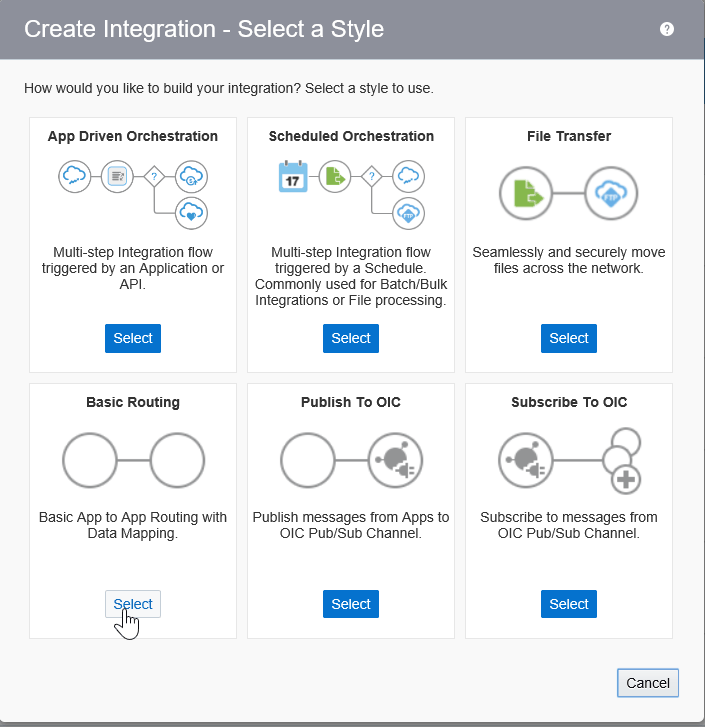 Create Integration - Select a Style
?
How would you like to build your integration? Select a style to use.
App Driven Orchestration
?
Multi-step Integration flow
triggered by an Application or
API.
Select
Scheduled Orchestration
17
?
FTP
Multi-step Integration flow
triggered by a Schedule.
Commonly used for Batch/Bulk
Integrations or File processing.
Select
File Transfer
FTP
Seamlessly and securely move
files across the network.
Select
Basic Routing
Basic App to App Routing with
Data Mapping.
Select
Publish To OIC
Publish messages from Apps to
OIC Pub/Sub Channel.
Select
Subscribe To OIC
Subscribe to messages from
OIC Pub/Sub Channel.
Select
Cancel